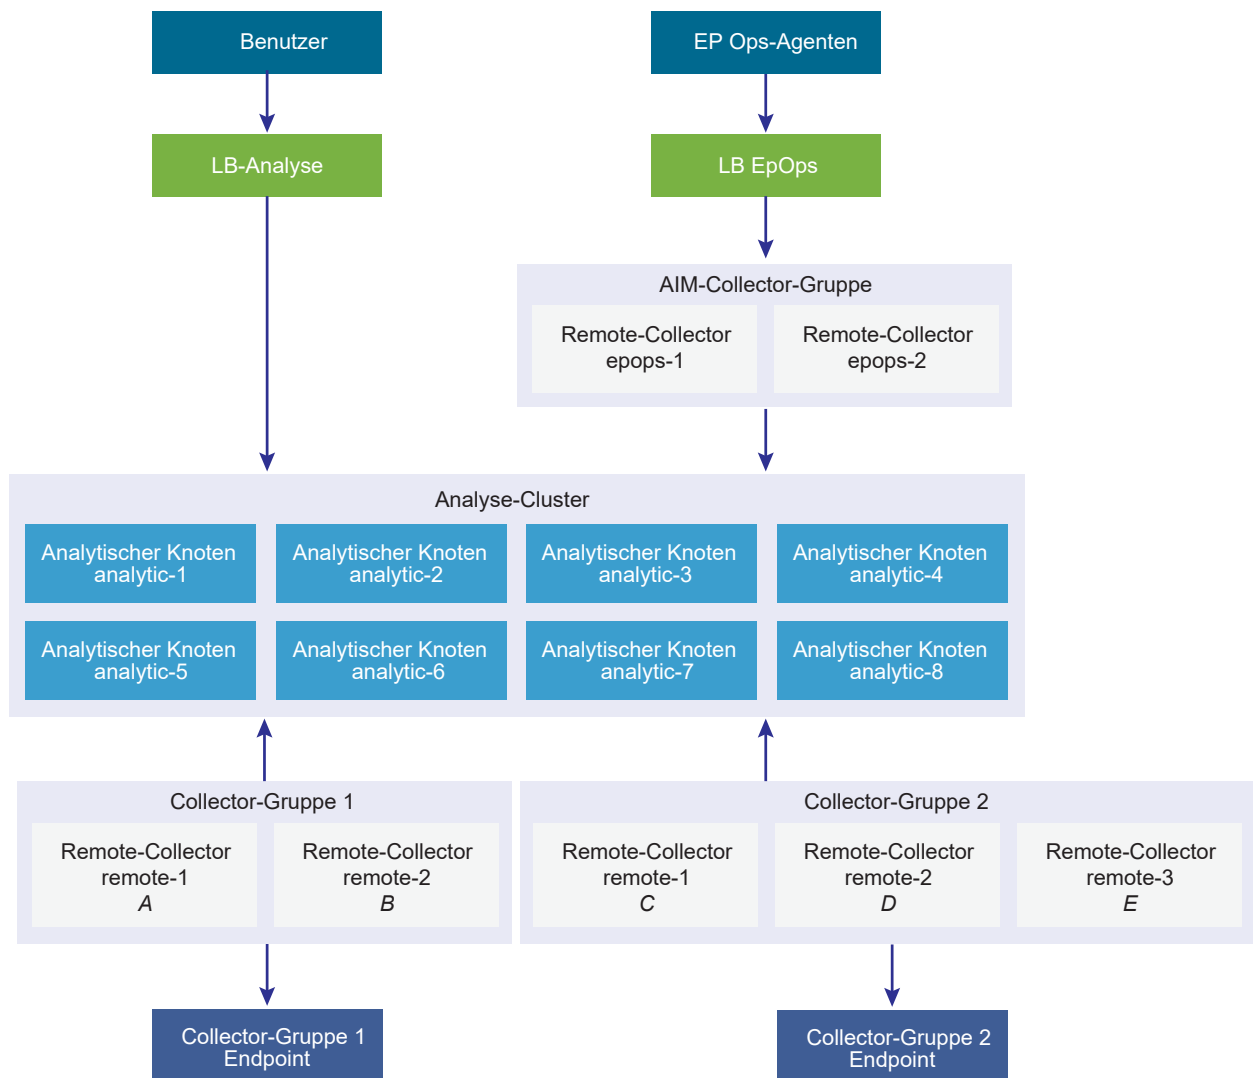 Benutzer
EP Ops-Agenten
LB-Analyse
LB EpOps
AIM-Collector-Gruppe
Remote-Collector
epops-1
Remote-Collector
epops-2
Analyse-Cluster
Analytischer Knoten
analytic-1
Analytischer Knoten
analytic-2
Analytischer Knoten
analytic-3
Analytischer Knoten
analytic-4
Analytischer Knoten
analytic-5
Analytischer Knoten
analytic-6
Analytischer Knoten
analytic-7
Analytischer Knoten
analytic-8
Collector-Gruppe 1
Remote-Collector
remote-1
A
Remote-Collector
remote-2
B
Collector-Gruppe 2
Remote-Collector
remote-1
C
Remote-Collector
remote-2
D
Remote-Collector
remote-3
E
Collector-Gruppe 1
Endpoint
Collector-Gruppe 2
Endpoint